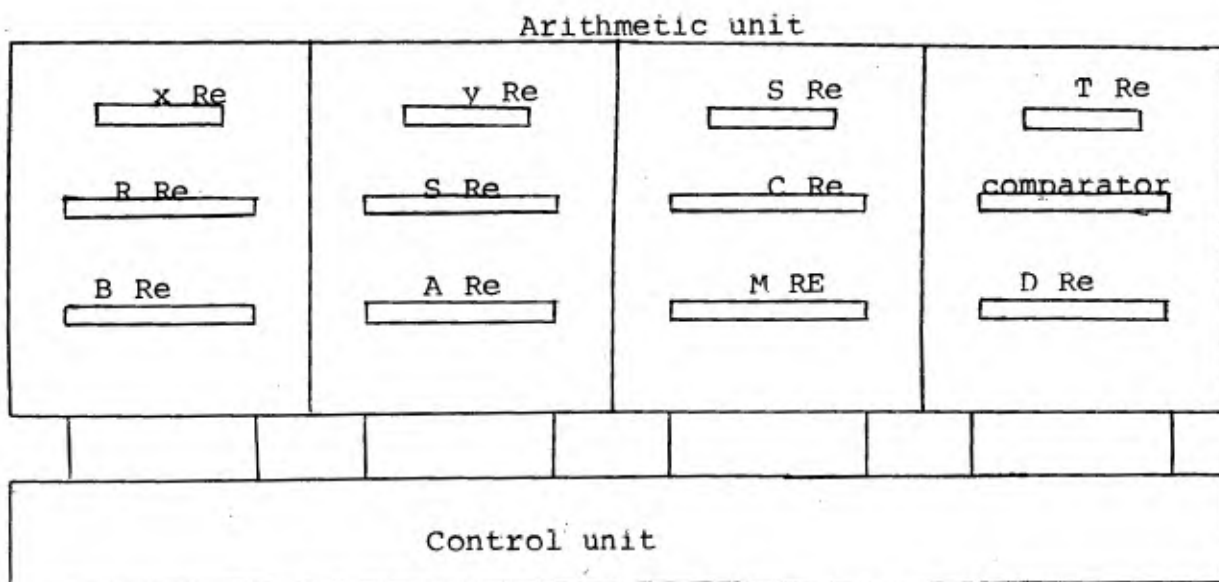 Arithmetic unit
x Re y Re S Re T Re
R Re S Re C Re comparator
B Re A Re M RE D Re
Control unit